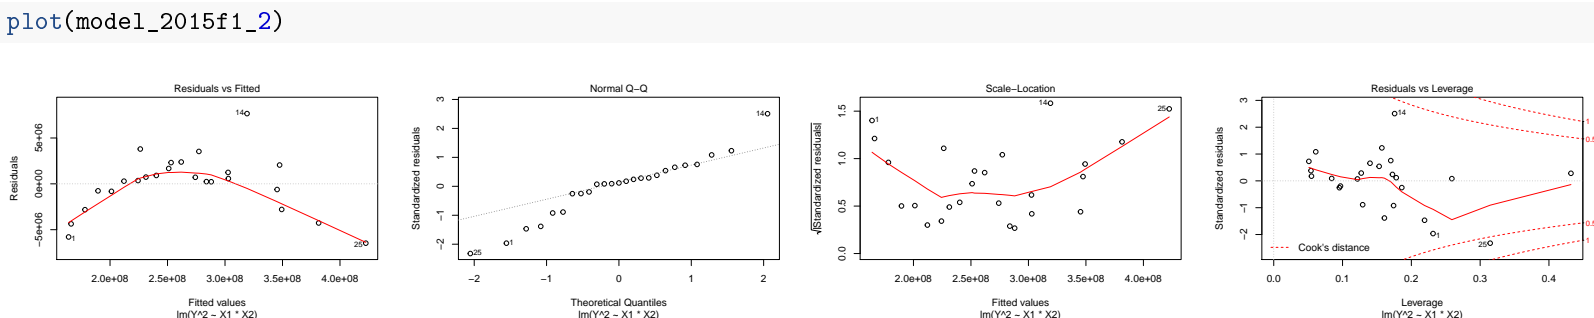 plot(model_2015f1_2)
Residuals vs Fitted
Residuals
5e+06
0e+00
−5e+06
14
1
25
2.0e+08 2.5e+08 3.0e+08 3.5e+08 4.0e+08
Fitted values
lm(Y^2 ~ X1 * X2)
Normal Q−Q
Standardized residuals
3
2
1
0
−1
−2
14
1
25
−2 −1 0 1 2
Theoretical Quantiles
lm(Y^2 ~ X1 * X2)
Scale−Location
√|Standardized residuals|
1.5
1.0
0.5
0.0
14
25
1
2.0e+08 2.5e+08 3.0e+08 3.5e+08 4.0e+08
Fitted values
lm(Y^2 ~ X1 * X2)
Residuals vs Leverage
Standardized residuals
3
2
1
0
−1
−2
14
1
25
Cook's distance
1
0.5
0.5
1
0.0 0.1 0.2 0.3 0.4
Leverage
lm(Y^2 ~ X1 * X2)